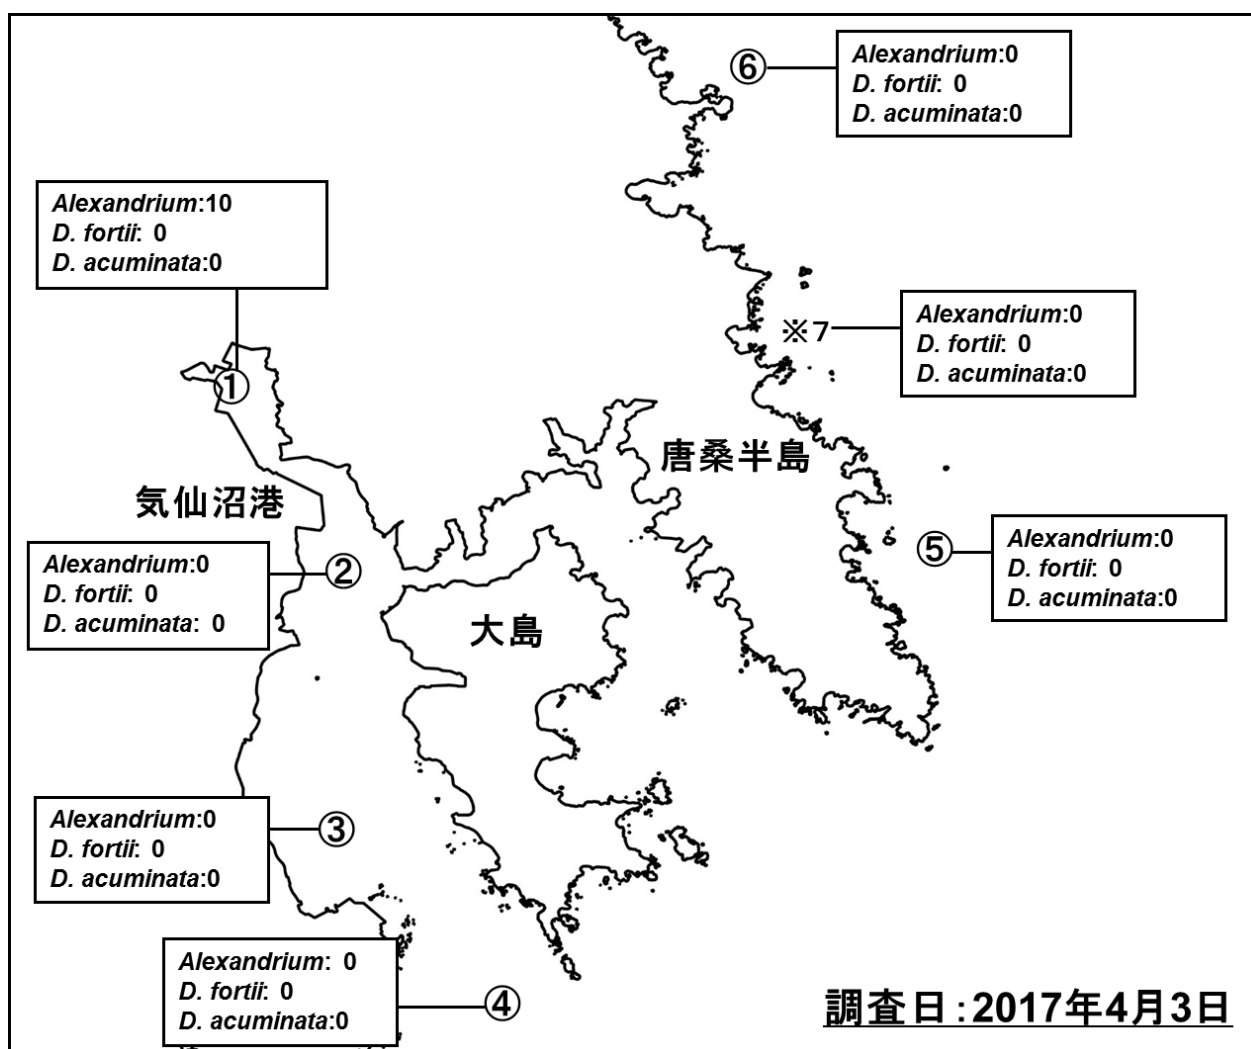 ⑥
Alexandrium:0
D. fortii: 0
D. acuminata:0
Alexandrium:10
D. fortii: 0
D. acuminata:0
①
※7
Alexandrium:0
D. fortii: 0
D. acuminata:0
唐桑半島
気仙沼港
Alexandrium:0
D. fortii: 0
D. acuminata: 0
②
⑤
Alexandrium:0
D. fortii: 0
D. acuminata:0
大島
Alexandrium:0
D. fortii: 0
D. acuminata:0
③
Alexandrium: 0
D. fortii: 0
D. acuminata:0
④
調査日:2017年4月3日